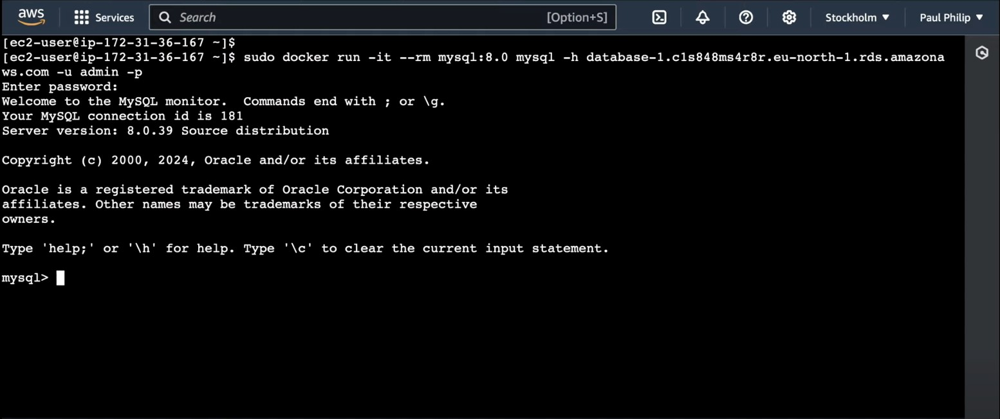 aws Services Search [Option+S] Stockholm ▼ Paul Philip ▼
[ec2-user@ip-172-31-36-167 ~]$
[ec2-user@ip-172-31-36-167 ~]$ sudo docker run -it --rm mysql:8.0 mysql -h database-1.c1s848ms4r8r.eu-north-1.rds.amazona
ws.com -u admin -p
Enter password:
Welcome to the MySQL monitor.  Commands end with ; or \g.
Your MySQL connection id is 181
Server version: 8.0.39 Source distribution

Copyright (c) 2000, 2024, Oracle and/or its affiliates.

Oracle is a registered trademark of Oracle Corporation and/or its
affiliates. Other names may be trademarks of their respective
owners.

Type 'help;' or '\h' for help. Type '\c' to clear the current input statement.

mysql>